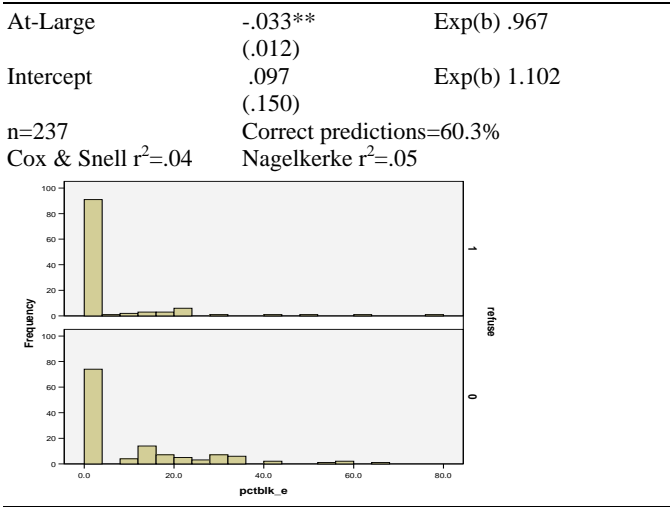 At-Large -.033** Exp(b) .967
(.012)
Intercept .097 Exp(b) 1.102
(.150)
n=237 Correct predictions=60.3%
Cox & Snell r²=.04 Nagelkerke r²=.05
100
80
60
40
20
0
1
100
80
60
40
20
0
0
Frequency
refuse
0.0 20.0 40.0 60.0 80.0
pctblk_e